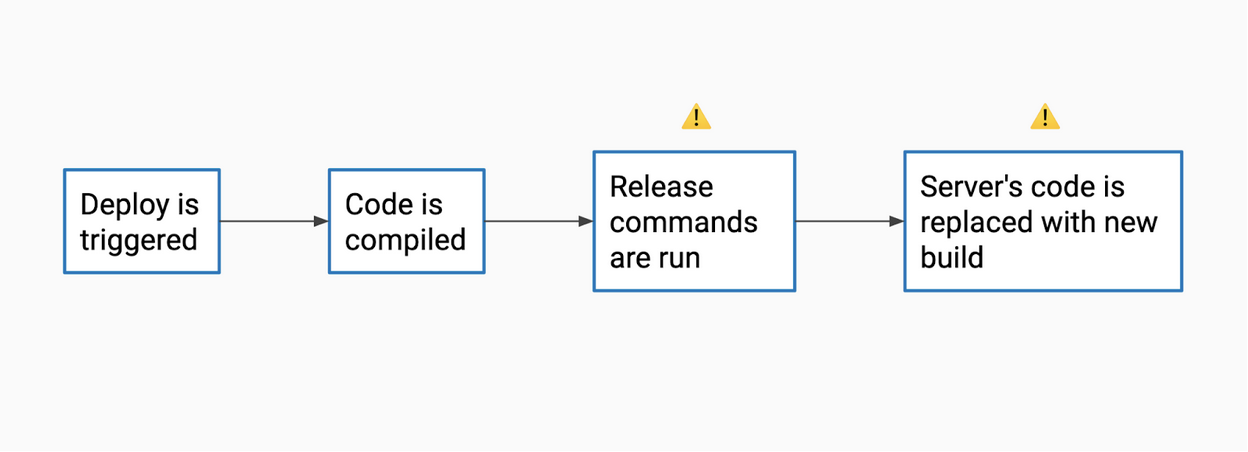 Deploy is
triggered
Code is
compiled
Release
commands
are run
Server's code is
replaced with new
build